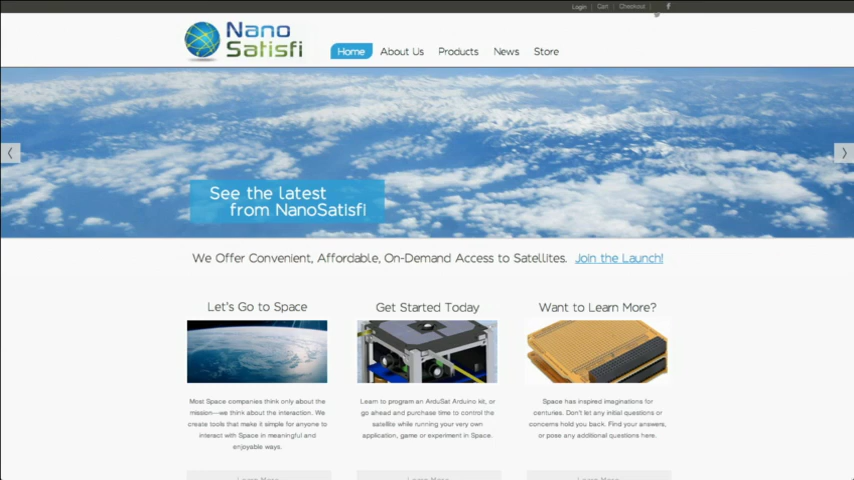 Login | Cart | Checkout |
Nano
Satisfi
Home About Us Products News Store
See the latest
from NanoSatisfi
We Offer Convenient, Affordable, On-Demand Access to Satellites. Join the Launch!
Let's Go to Space
Most Space companies think only about the
mission—we think about the interaction. We
create tools that make it simple for anyone to
interact with Space in meaningful and
enjoyable ways.
Get Started Today
Learn to program an ArduSat Arduino kit, or
go ahead and purchase time to control the
satellite while running your very own
application, game or experiment in Space.
Want to Learn More?
Space has inspired imaginations for
centuries. Don't let any initial questions or
concerns hold you back. Find your answers,
or pose any additional questions here.